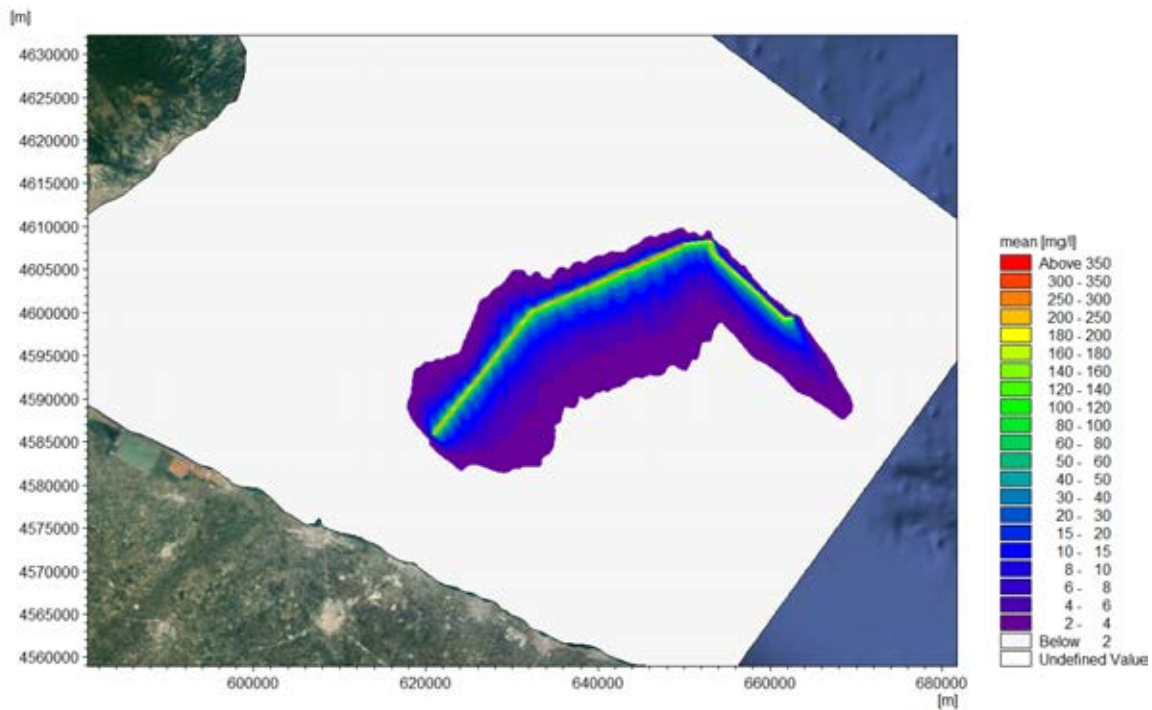 [m]
4630000
4625000
4620000
4615000
4610000
4605000
4600000
4595000
4590000
4585000
4580000
4575000
4570000
4565000
4560000
600000
620000
640000
660000
680000
[m]
mean [mg/l]
Above 350
300 - 350
250 - 300
200 - 250
180 - 200
160 - 180
140 - 160
120 - 140
100 - 120
80 - 100
60 - 80
50 - 60
40 - 50
30 - 40
20 - 30
15 - 20
10 - 15
8 - 10
6 - 8
4 - 6
2 - 4
Below 2
Undefined Value